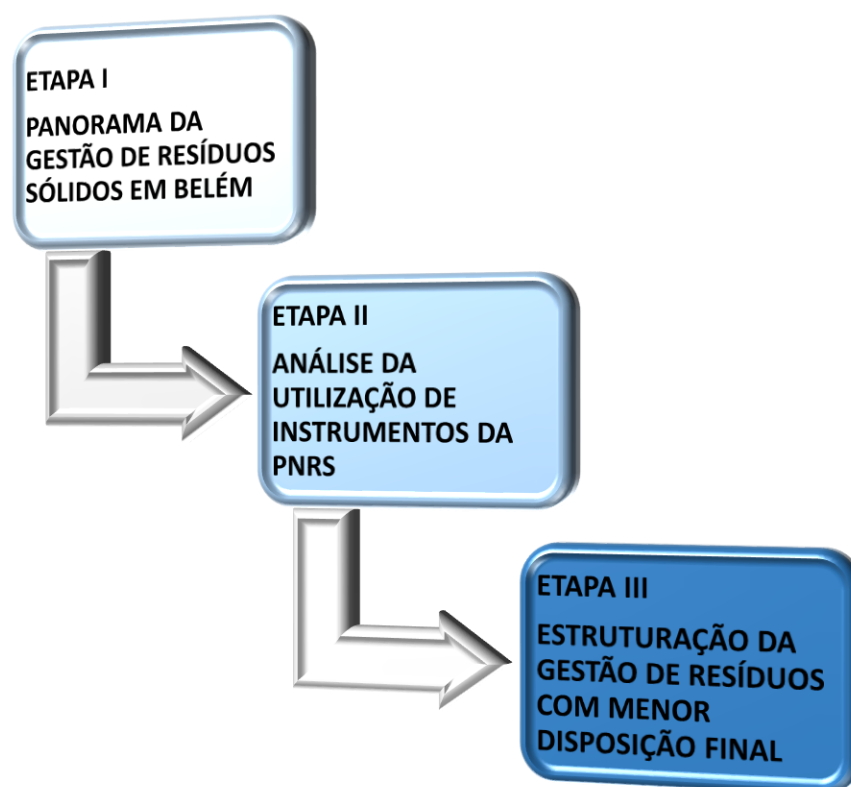 ETAPA I
PANORAMA DA
GESTÃO DE RESÍDUOS
SÓLIDOS EM BELÉM
ETAPA II
ANÁLISE DA
UTILIZAÇÃO DE
INSTRUMENTOS DA
PNRS
ETAPA III
ESTRUTURAÇÃO DA
GESTÃO DE RESÍDUOS
COM MENOR
DISPOSIÇÃO FINAL